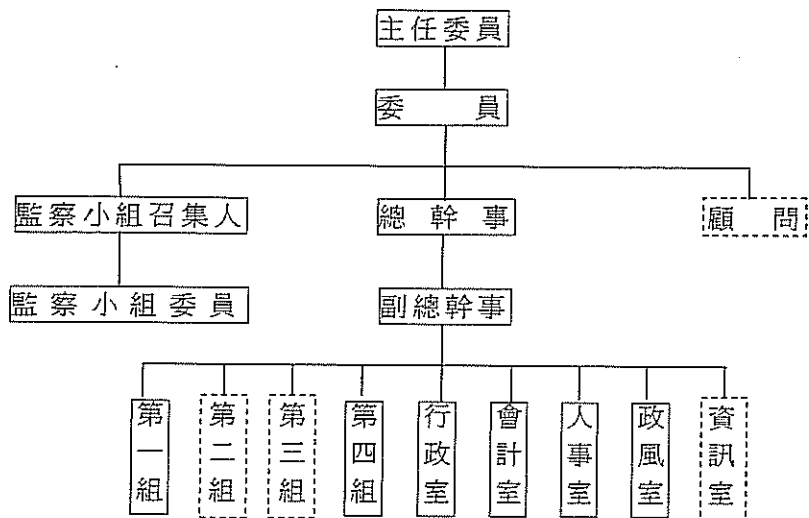 主任委員
委員
監察小組召集人
總幹事
顧問
監察小組委員
副總幹事
第一組
第二組
第三組
第四組
行政室
會計室
人事室
政風室
資訊室